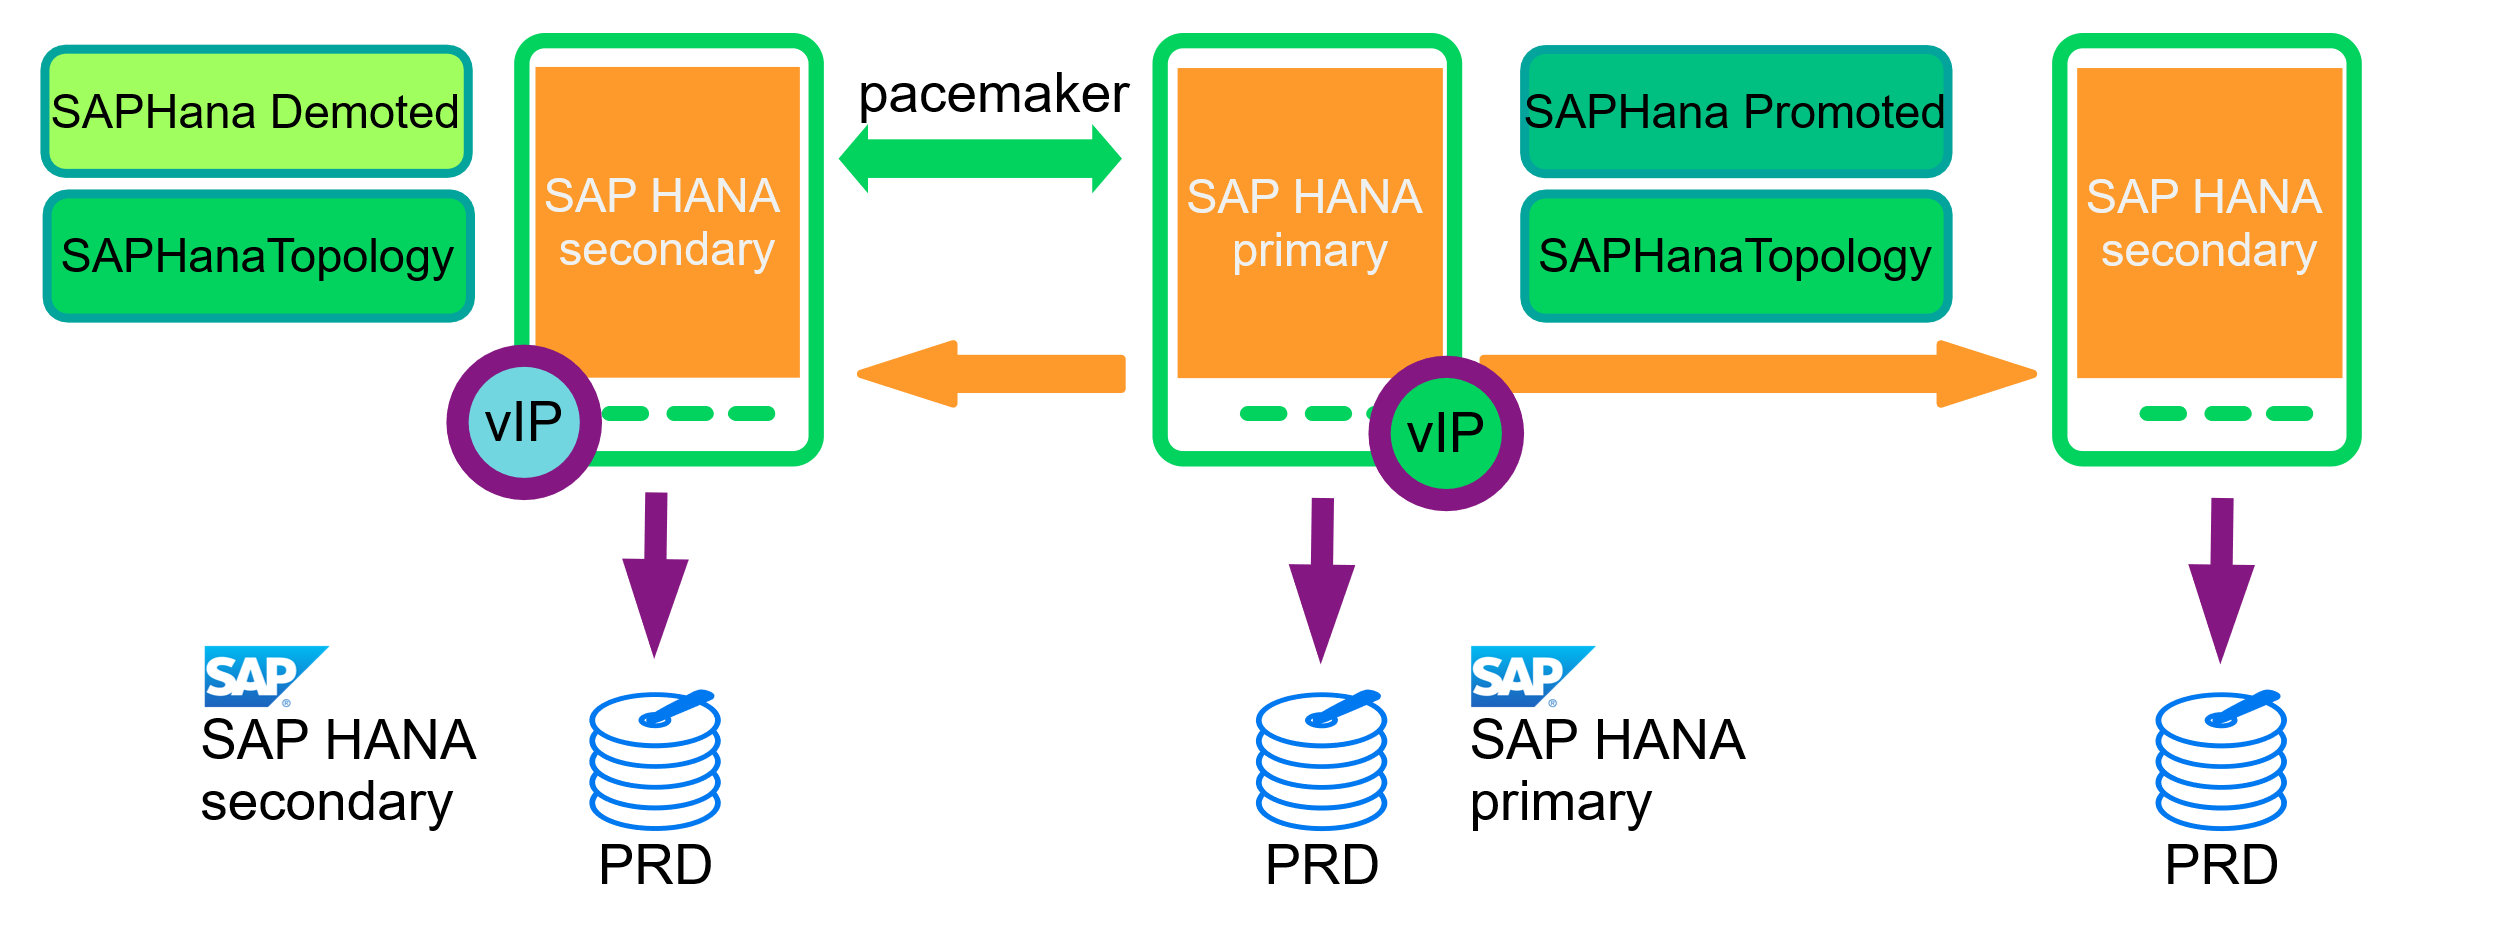 SAPHana Demoted
SAPHanaTopology
SAP HANA
secondary
vIP
pacemaker
SAP HANA
primary
vIP
SAPHana Promoted
SAPHanaTopology
SAP HANA
secondary
SAP®
SAP HANA
secondary
PRD
PRD
SAP®
SAP HANA
primary
PRD